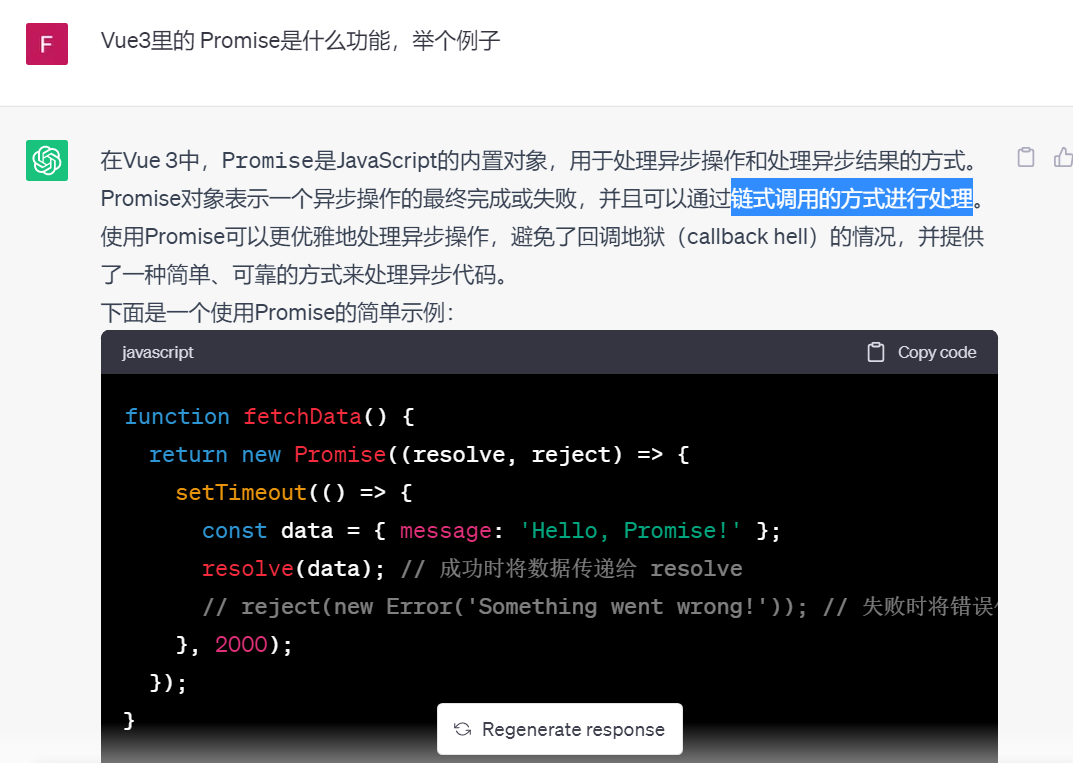 F
Vue3里的 Promise是什么功能，举个例子
在Vue 3中，Promise是JavaScript的内置对象，用于处理异步操作和处理异步结果的方式。
Promise对象表示一个异步操作的最终完成或失败，并且可以通过链式调用的方式进行处理。
使用Promise可以更优雅地处理异步操作，避免了回调地狱（callback hell）的情况，并提供
了一种简单、可靠的方式来处理异步代码。
下面是一个使用Promise的简单示例：
javascript
Copy code
function fetchData() {
  return new Promise((resolve, reject) => {
    setTimeout(() => {
      const data = { message: 'Hello, Promise!' };
      resolve(data); // 成功时将数据传递给 resolve
      // reject(new Error('Something went wrong!')); // 失败时将错误
    }, 2000);
  });
}
Regenerate response